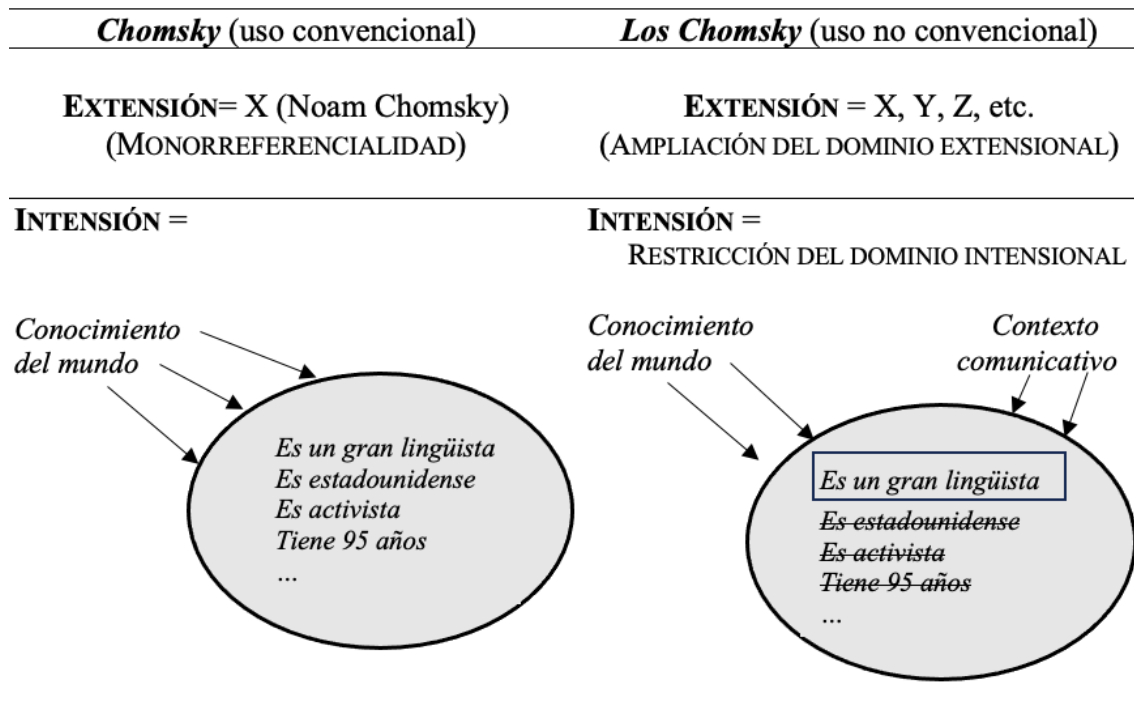 Chomsky (uso convencional)
Los Chomsky (uso no convencional)
EXTENSIÓN= X (Noam Chomsky)
(MONORREFERENCIALIDAD)
EXTENSIÓN = X, Y, Z, etc.
(AMPLIACIÓN DEL DOMINIO EXTENSIONAL)
INTENSIÓN =
Conocimiento
del mundo
Es un gran lingüista
Es estadounidense
Es activista
Tiene 95 años
...
INTENSIÓN =
RESTRICCIÓN DEL DOMINIO INTENSIONAL
Conocimiento
del mundo
Contexto
comunicativo
Es un gran lingüista
Es estadounidense
Es activista
Tiene 95 años
...